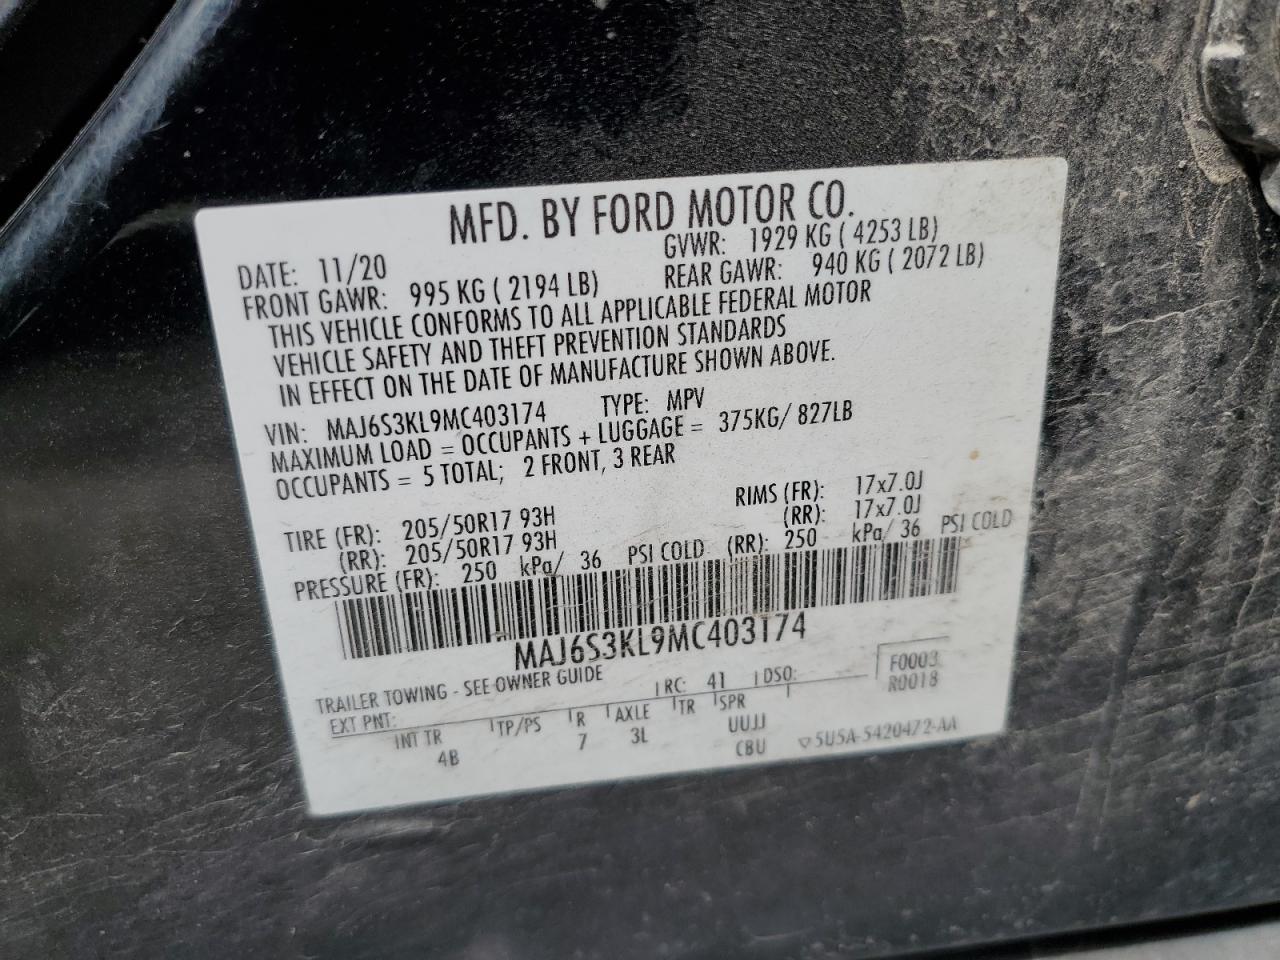 MFD. BY FORD MOTOR CO.
DATE: 11/20 GVWR: 1929 KG ( 4253 LB)
FRONT GAWR: 995 KG ( 2194 LB) REAR GAWR: 940 KG ( 2072 LB)
THIS VEHICLE CONFORMS TO ALL APPLICABLE FEDERAL MOTOR
VEHICLE SAFETY AND THEFT PREVENTION STANDARDS
IN EFFECT ON THE DATE OF MANUFACTURE SHOWN ABOVE.
VIN: MAJ6S3KL9MC403174 TYPE: MPV
MAXIMUM LOAD = OCCUPANTS + LUGGAGE = 375KG/ 827LB
OCCUPANTS = 5 TOTAL; 2 FRONT, 3 REAR
TIRE (FR): 205/50R17 93H RIMS (FR): 17x7.0J
(RR): 205/50R17 93H (RR): 17x7.0J
PRESSURE (FR): 250 kPa/ 36 PSI COLD (RR): 250 kPa/ 36 PSI COLD
MAJ6S3KL9MC403174
TRAILER TOWING - SEE OWNER GUIDE
F0003
R0018
EXT PNT: RC: 41 DSO:
INT TR TP/PS R AXLE TR SPR
4B 7 3L UUJJ
CBU 5U5A-5420472-AA